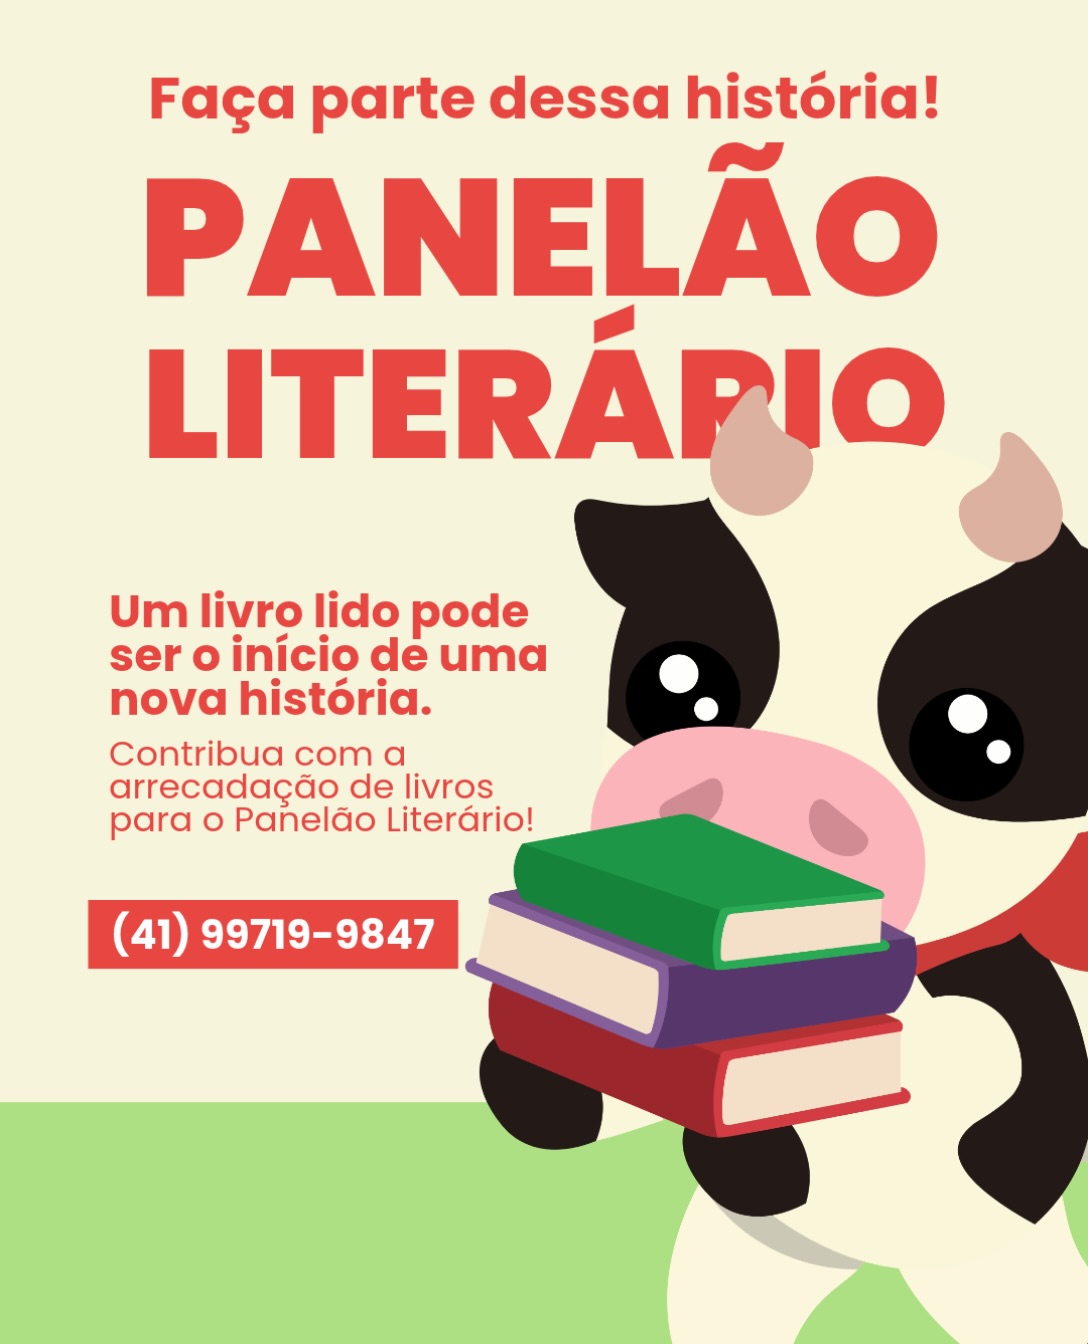 Faça parte dessa história!
PANELÃO
LITERÁRIO
Um livro lido pode
ser o início de uma
nova história.
Contribua com a
arrecadação de livros
para o Panelão Literário!
(41) 99719-9847